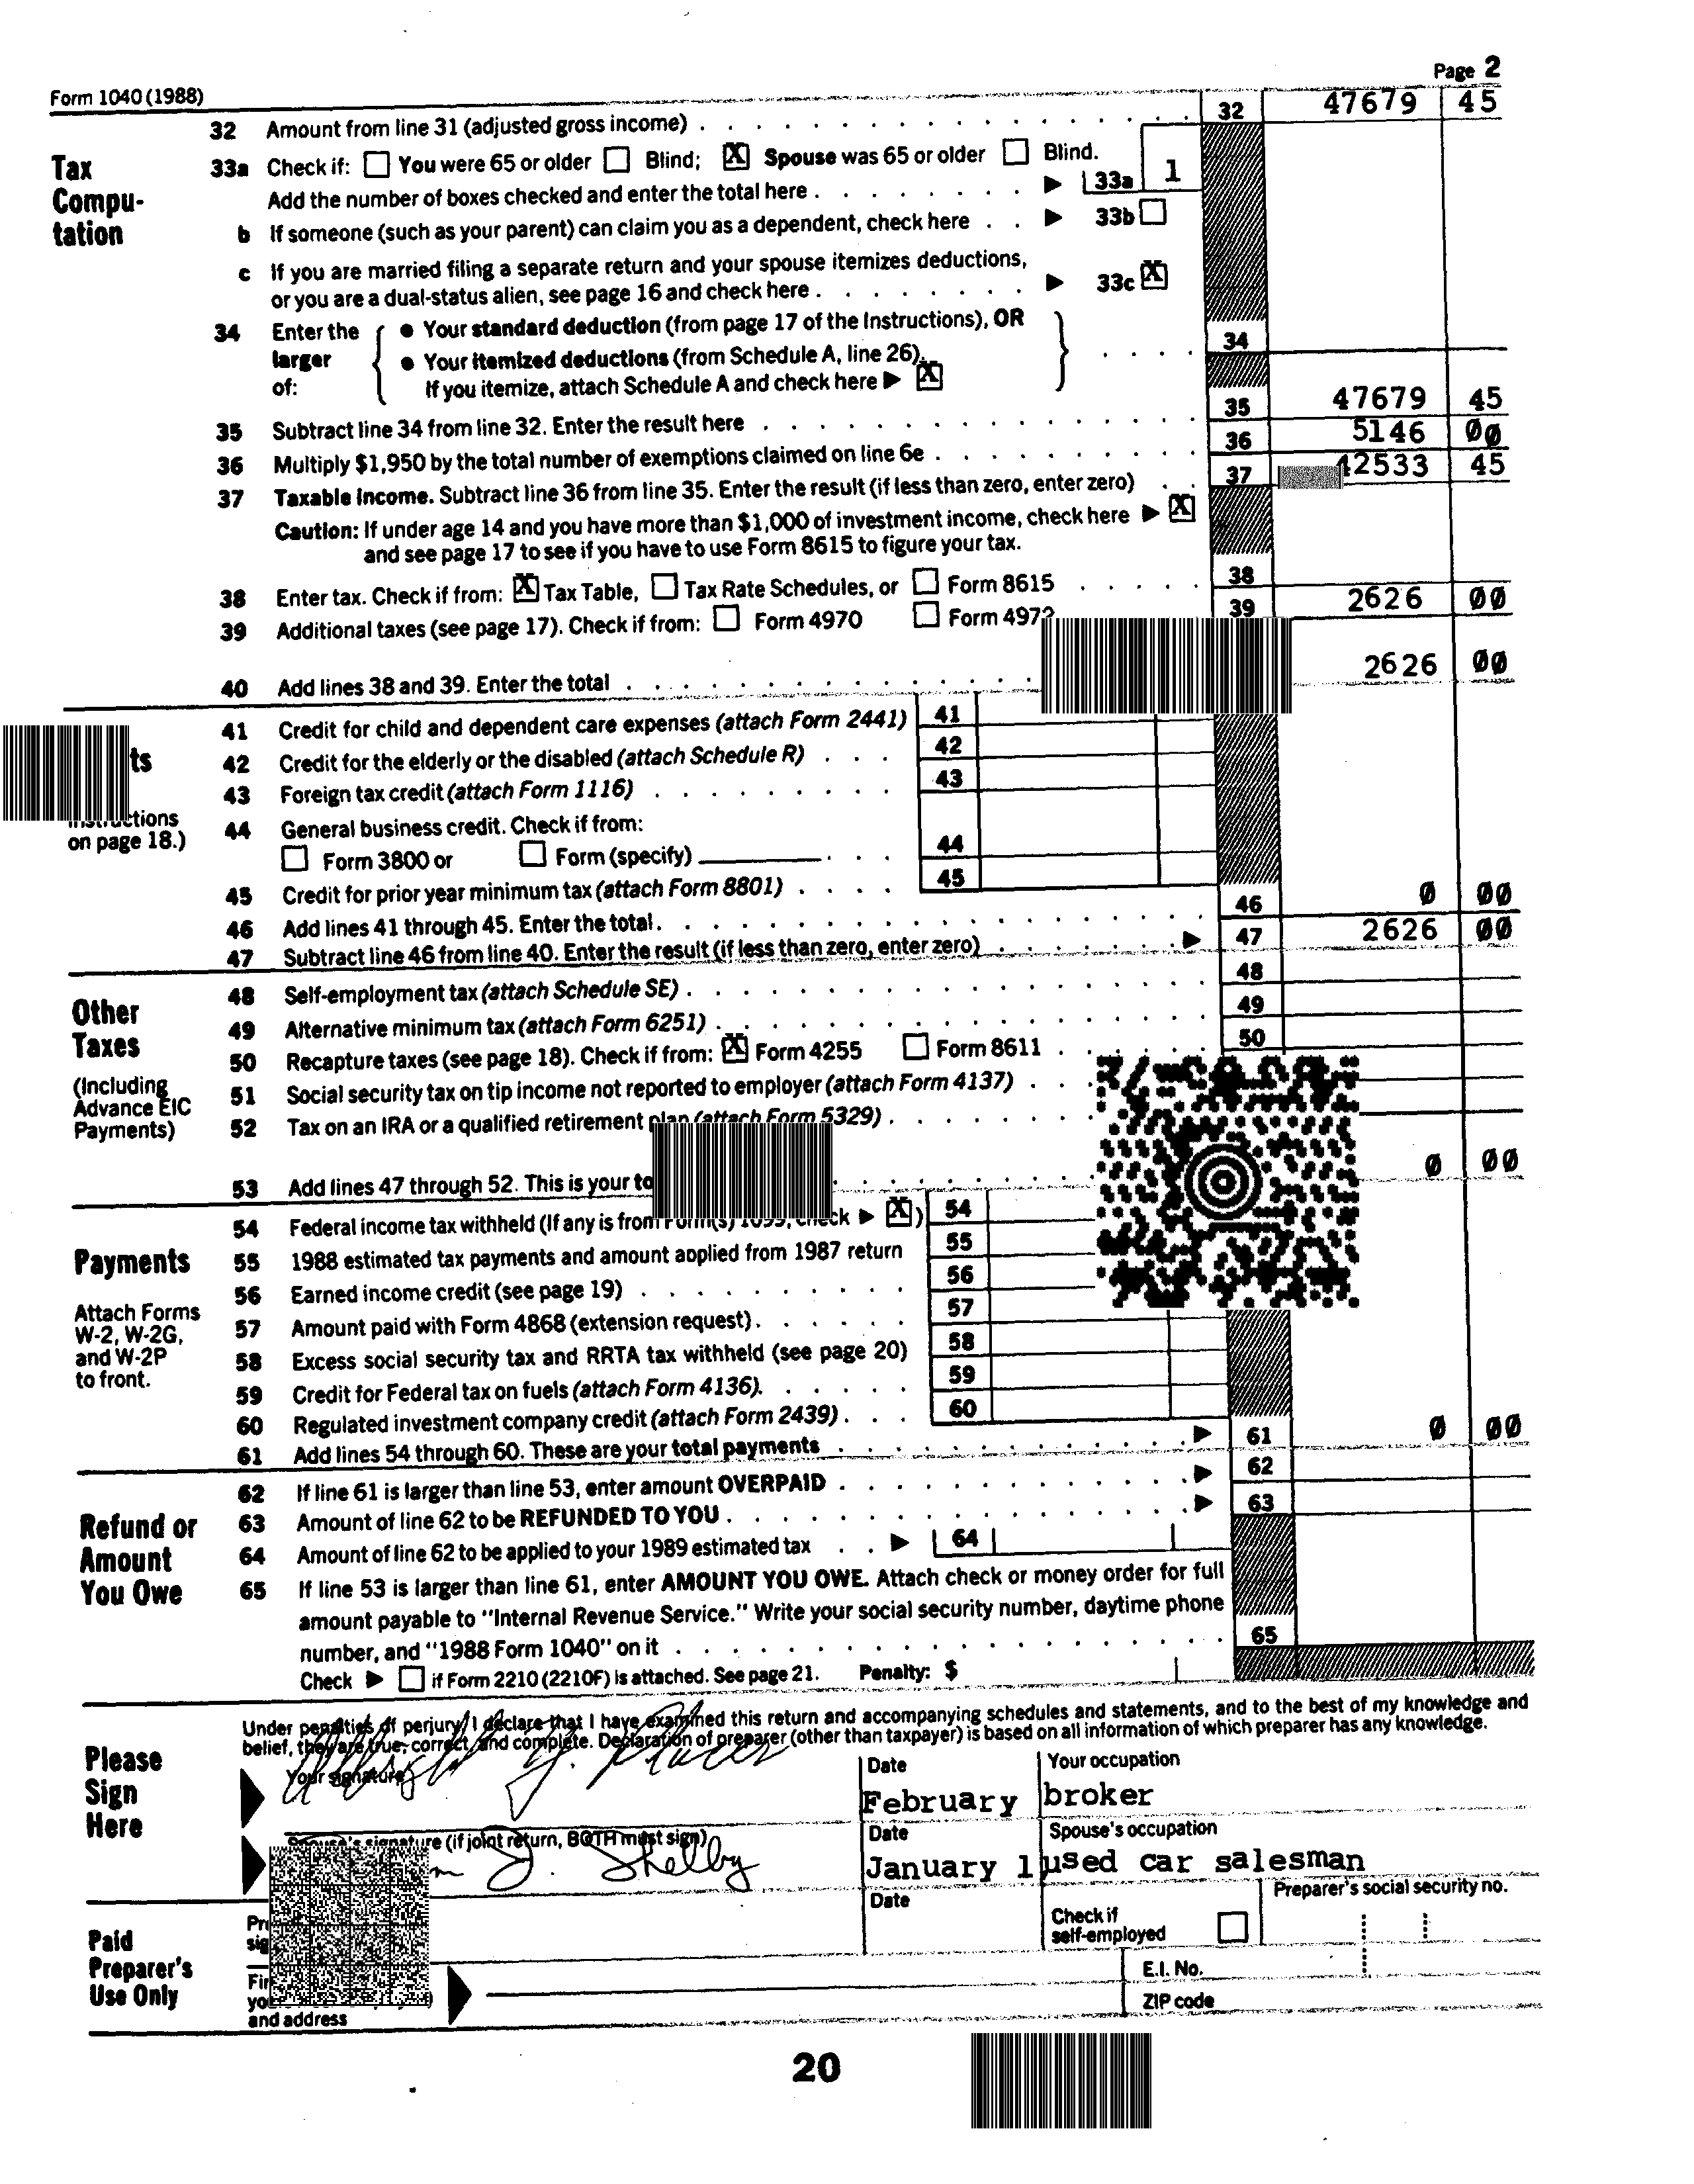 Page 2
Form 1040 (1988)
32 Amount from line 31 (adjusted gross income) 32 47679 45
Tax Computation
33a Check if: You were 65 or older Blind; X Spouse was 65 or older Blind.
Add the number of boxes checked and enter the total here 33a 1
b If someone (such as your parent) can claim you as a dependent, check here 33b
c If you are married filing a separate return and your spouse itemizes deductions,
or you are a dual-status alien, see page 16 and check here 33c X
34 Enter the larger of: • Your standard deduction (from page 17 of the Instructions), OR
• Your itemized deductions (from Schedule A, line 26). 34
If you itemize, attach Schedule A and check here X
35 Subtract line 34 from line 32. Enter the result here 35 47679 45
36 Multiply $1,950 by the total number of exemptions claimed on line 6e 36 5146 00
37 Taxable income. Subtract line 36 from line 35. Enter the result (if less than zero, enter zero) 37 42533 45
Caution: If under age 14 and you have more than $1,000 of investment income, check here X
and see page 17 to see if you have to use Form 8615 to figure your tax.
38 Enter tax. Check if from: X Tax Table, Tax Rate Schedules, or Form 8615 38
39 Additional taxes (see page 17). Check if from: Form 4970 Form 4972 39 2626 00
40 Add lines 38 and 39. Enter the total 2626 00
41 Credit for child and dependent care expenses (attach Form 2441) 41
42 Credit for the elderly or the disabled (attach Schedule R) 42
43 Foreign tax credit (attach Form 1116) 43
Instructions
on page 18.)
44 General business credit. Check if from:
Form 3800 or Form (specify) 44
45 Credit for prior year minimum tax (attach Form 8801) 45
46 Add lines 41 through 45. Enter the total. 46 0 00
47 Subtract line 46 from line 40. Enter the result (if less than zero, enter zero) 47 2626 00
Other Taxes
(Including Advance EIC Payments)
48 Self-employment tax (attach Schedule SE) 48
49 Alternative minimum tax (attach Form 6251) 49
50 Recapture taxes (see page 18). Check if from: X Form 4255 Form 8611 50
51 Social security tax on tip income not reported to employer (attach Form 4137)
52 Tax on an IRA or a qualified retirement plan (attach Form 5329)
53 Add lines 47 through 52. This is your 0 00
Payments
Attach Forms W-2, W-2G, and W-2P to front.
54 Federal income tax withheld (If any is from Form(s) 1099, check X) 54
55 1988 estimated tax payments and amount applied from 1987 return 55
56 Earned income credit (see page 19) 56
57 Amount paid with Form 4868 (extension request) 57
58 Excess social security tax and RRTA tax withheld (see page 20) 58
59 Credit for Federal tax on fuels (attach Form 4136). 59
60 Regulated investment company credit (attach Form 2439) 60
61 Add lines 54 through 60. These are your total payments 61 0 00
Refund or Amount You Owe
62 If line 61 is larger than line 53, enter amount OVERPAID 62
63 Amount of line 62 to be REFUNDED TO YOU 63
64 Amount of line 62 to be applied to your 1989 estimated tax 64
65 If line 53 is larger than line 61, enter AMOUNT YOU OWE. Attach check or money order for full
amount payable to "Internal Revenue Service." Write your social security number, daytime phone
number, and "1988 Form 1040" on it 65
Check if Form 2210 (2210F) is attached. See page 21. Penalty: $
Please Sign Here
Under penalties of perjury, I declare that I have examined this return and accompanying schedules and statements, and to the best of my knowledge and
belief, they are true, correct, and complete. Declaration of preparer (other than taxpayer) is based on all information of which preparer has any knowledge.
Your signature
Date
Your occupation
February broker
Spouse's signature (if joint return, BOTH must sign)
J. Shelby
Date
Spouse's occupation
January 1 used car salesman
Paid Preparer's Use Only
Date
Check if self-employed
Preparer's social security no.
E.I. No.
and address
ZIP code
20